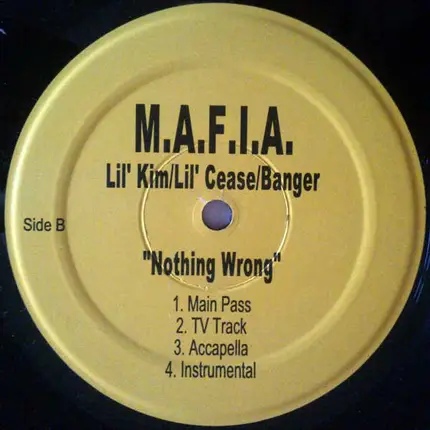 M.A.F.I.A.
Lil' Kim/Lil' Cease/Banger
Side B
"Nothing Wrong"
1. Main Pass
2. TV Track
3. Accapella
4. Instrumental